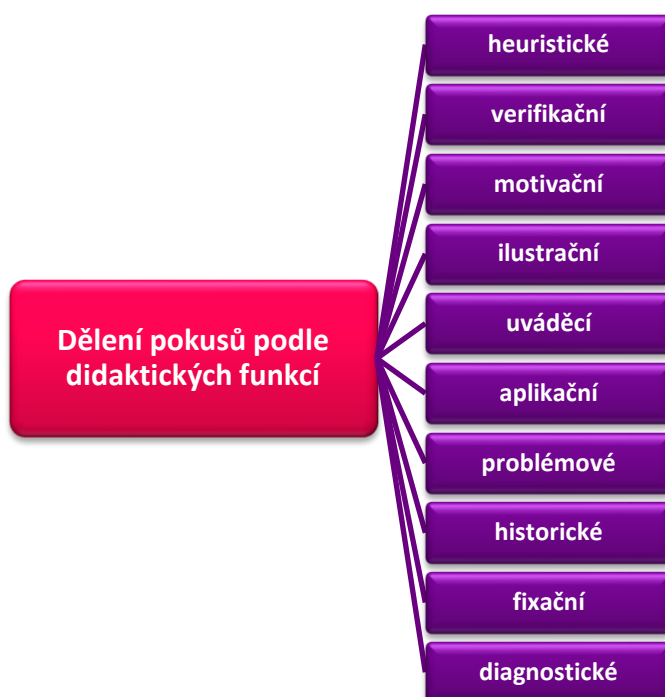 Dělení pokusů podle
didaktických funkcí
heuristické
verifikační
motivační
ilustrační
uváděcí
aplikační
problémové
historické
fixační
diagnostické